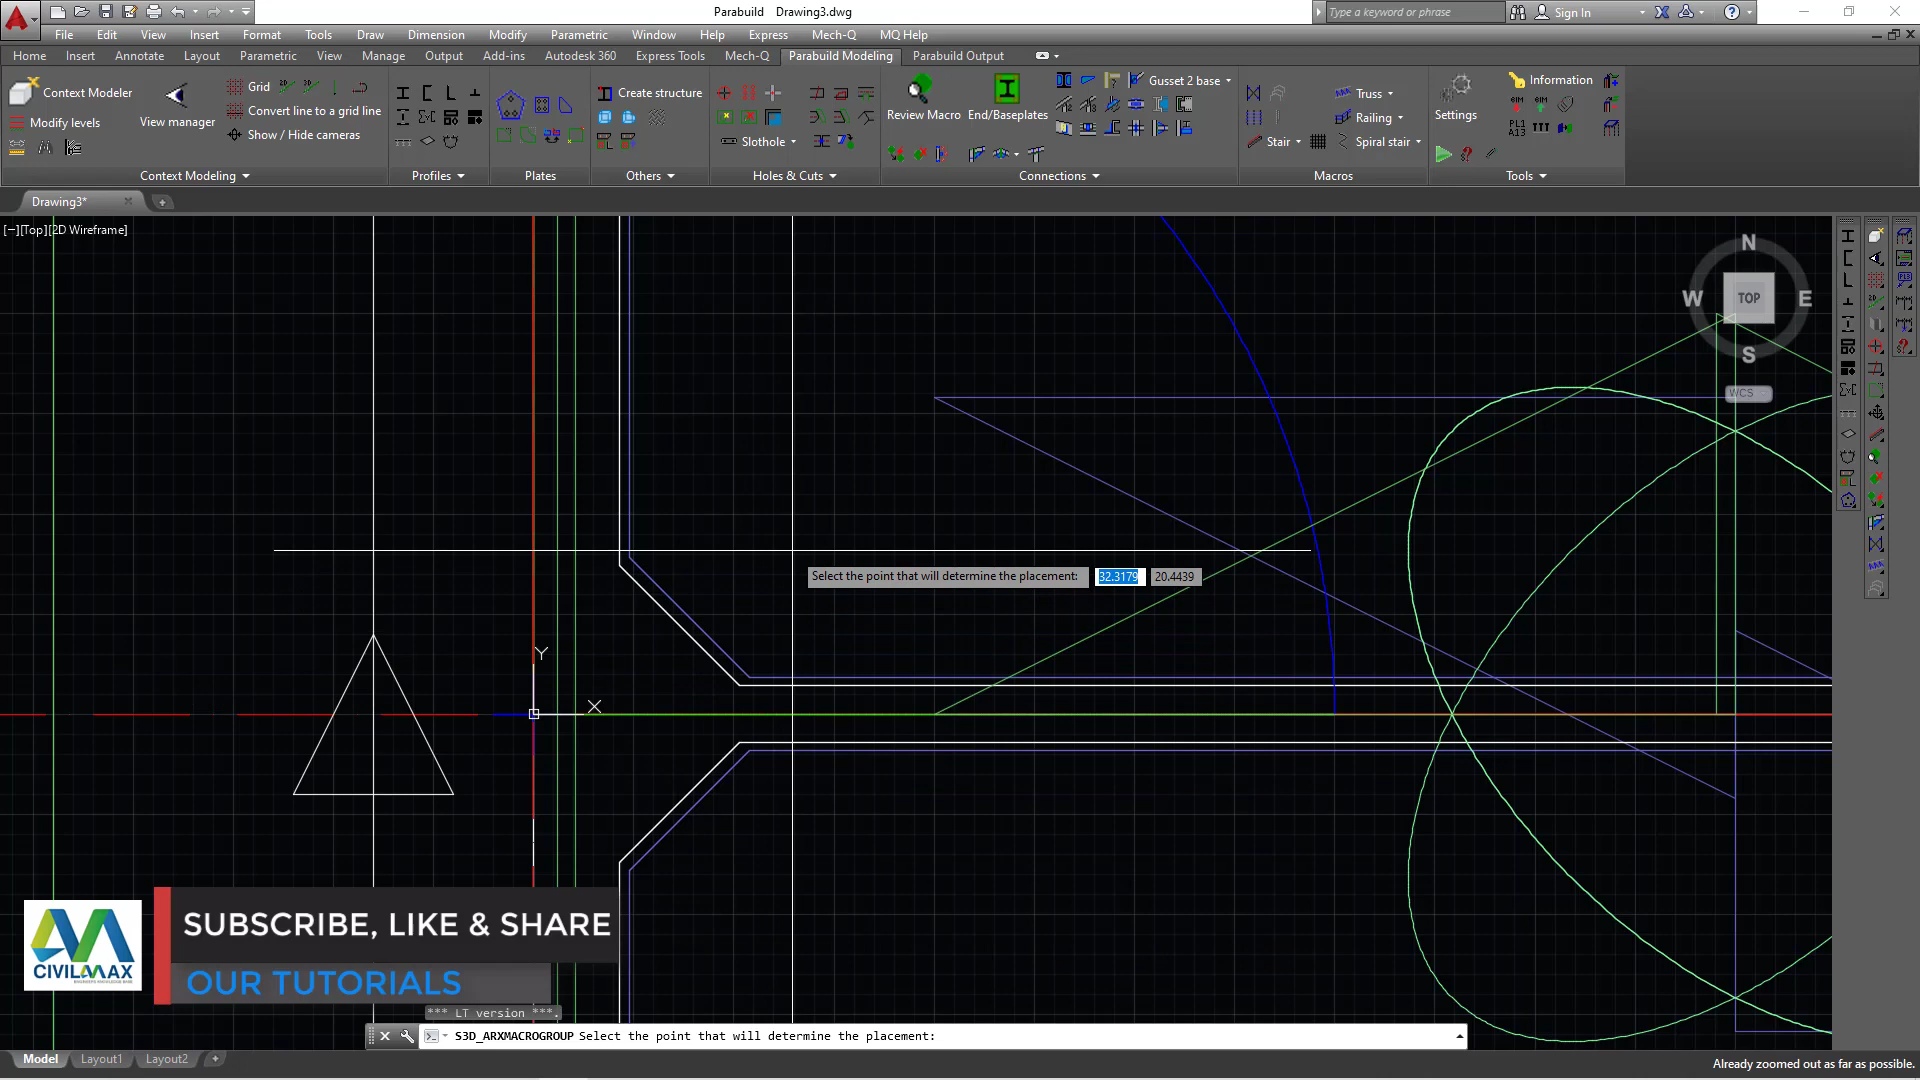 Parabuild Drawing3.dwg
Type a keyword or phrase
Sign In
File Edit View Insert Format Tools Draw Dimension Modify Parametric Window Help Express Mech-Q MQ Help
Home Insert Annotate Layout Parametric View Manage Output Add-ins Autodesk 360 Express Tools Mech-Q Parabuild Modeling Parabuild Output
Context Modeler
Modify levels
View manager
Grid
Convert line to a grid line
Show / Hide cameras
Create structure
Slothole
Review Macro
End/Baseplates
Gusset 2 base
Truss
Railing
Stair
Spiral stair
Settings
Information
PL1
A13
Context Modeling
Profiles
Plates
Others
Holes & Cuts
Connections
Macros
Tools
Drawing3*
[−][Top][2D Wireframe]
N
W TOP E
S
WCS
Select the point that will determine the placement: 32.3179 20.4439
Y
X
SUBSCRIBE, LIKE & SHARE
OUR TUTORIALS
CIVILMAX
*** LT version ***.
S3D_ARXMACROGROUP Select the point that will determine the placement:
Model Layout1 Layout2
Already zoomed out as far as possible.